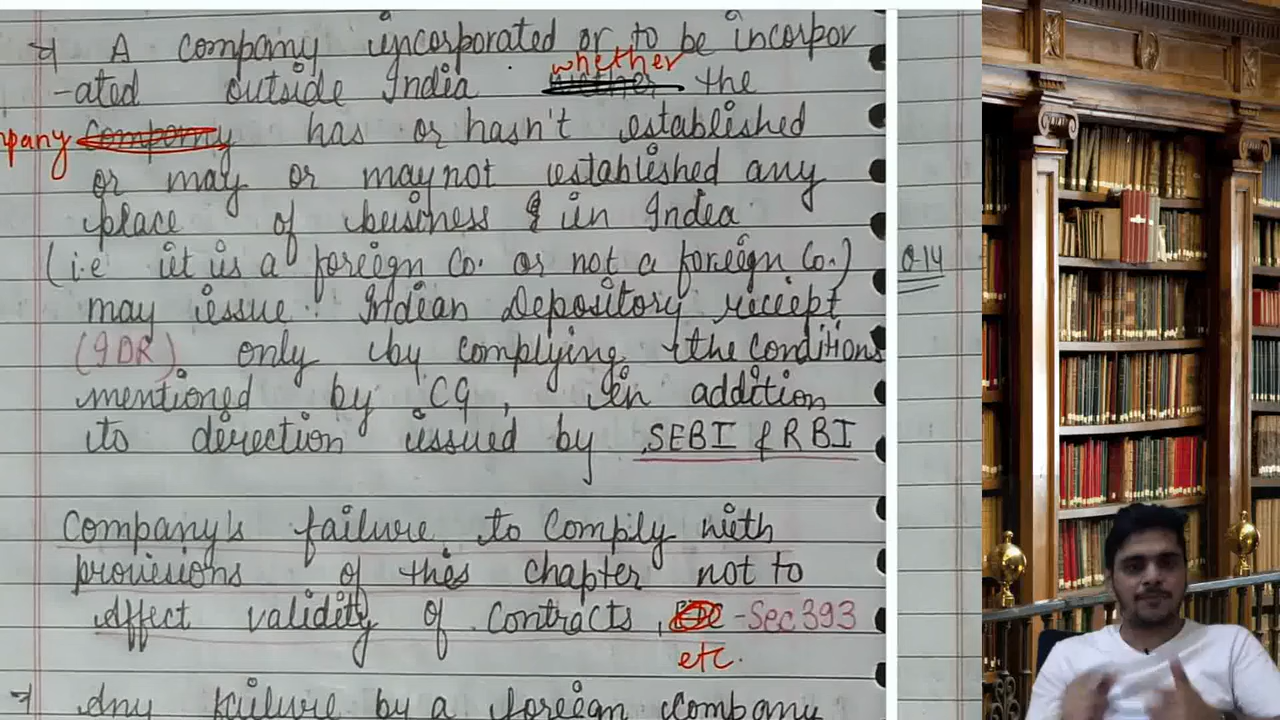 → A company incorporated or to be incorpor
-ated outside India whether the
pany has or hasn't established
or may or may not established any
place of business in India
(i.e it is a foreign Co. or not a foreign Co.) Q.14
may issue Indian Depository receipt
(IDR) only by complying the conditions
mentioned by CG, in addition
to direction issued by SEBI & RBI
Company's failure to comply with
provisions of this chapter not to
effect validity of contracts, etc. - Sec 393
→ Any failure by a foreign company